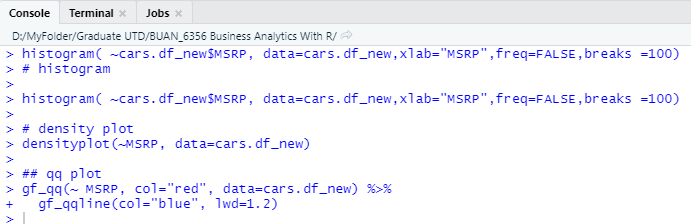 Console Terminal × Jobs ×
D:/MyFolder/Graduate UTD/BUAN_6356 Business Analytics With R/
> histogram( ~cars.df_new$MSRP, data=cars.df_new,xlab="MSRP",freq=FALSE,breaks =100)
> # histogram
>
> histogram( ~cars.df_new$MSRP, data=cars.df_new,xlab="MSRP",freq=FALSE,breaks =100)
>
> # density plot
> densityplot(~MSRP, data=cars.df_new)
>
> ## qq plot
> gf_qq(~ MSRP, col="red", data=cars.df_new) %>%
+   gf_qqline(col="blue", lwd=1.2)
>